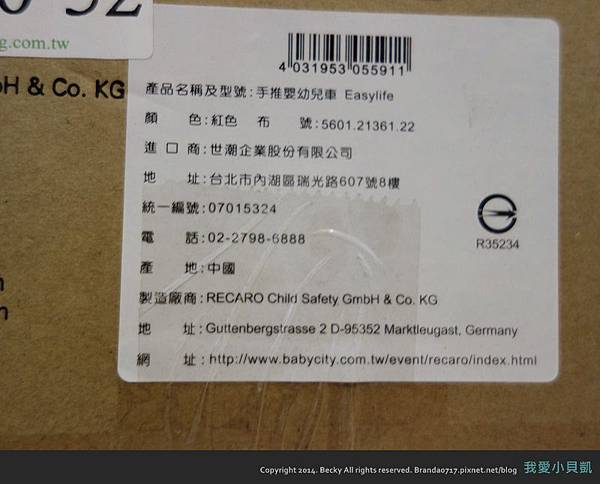 g.com.tw
H & Co. KG
4 031953 055911
產品名稱及型號:手推嬰幼兒車 Easylife
顏 色:紅色 布 號:5601.21361.22
進 口 商:世潮企業股份有限公司
地 址:台北市內湖區瑞光路607號8樓
統一編號:07015324
電 話:02-2798-6888
產 地:中國
製造廠商:RECARO Child Safety GmbH & Co. KG
地 址:Guttenbergstrasse 2 D-95352 Marktleugast, Germany
網 址:http://www.babycity.com.tw/event/recaro/index.html
R35234
Copyright 2014. Becky All rights reserved. Branda0717.pixnet.net/blog 我愛小貝凱